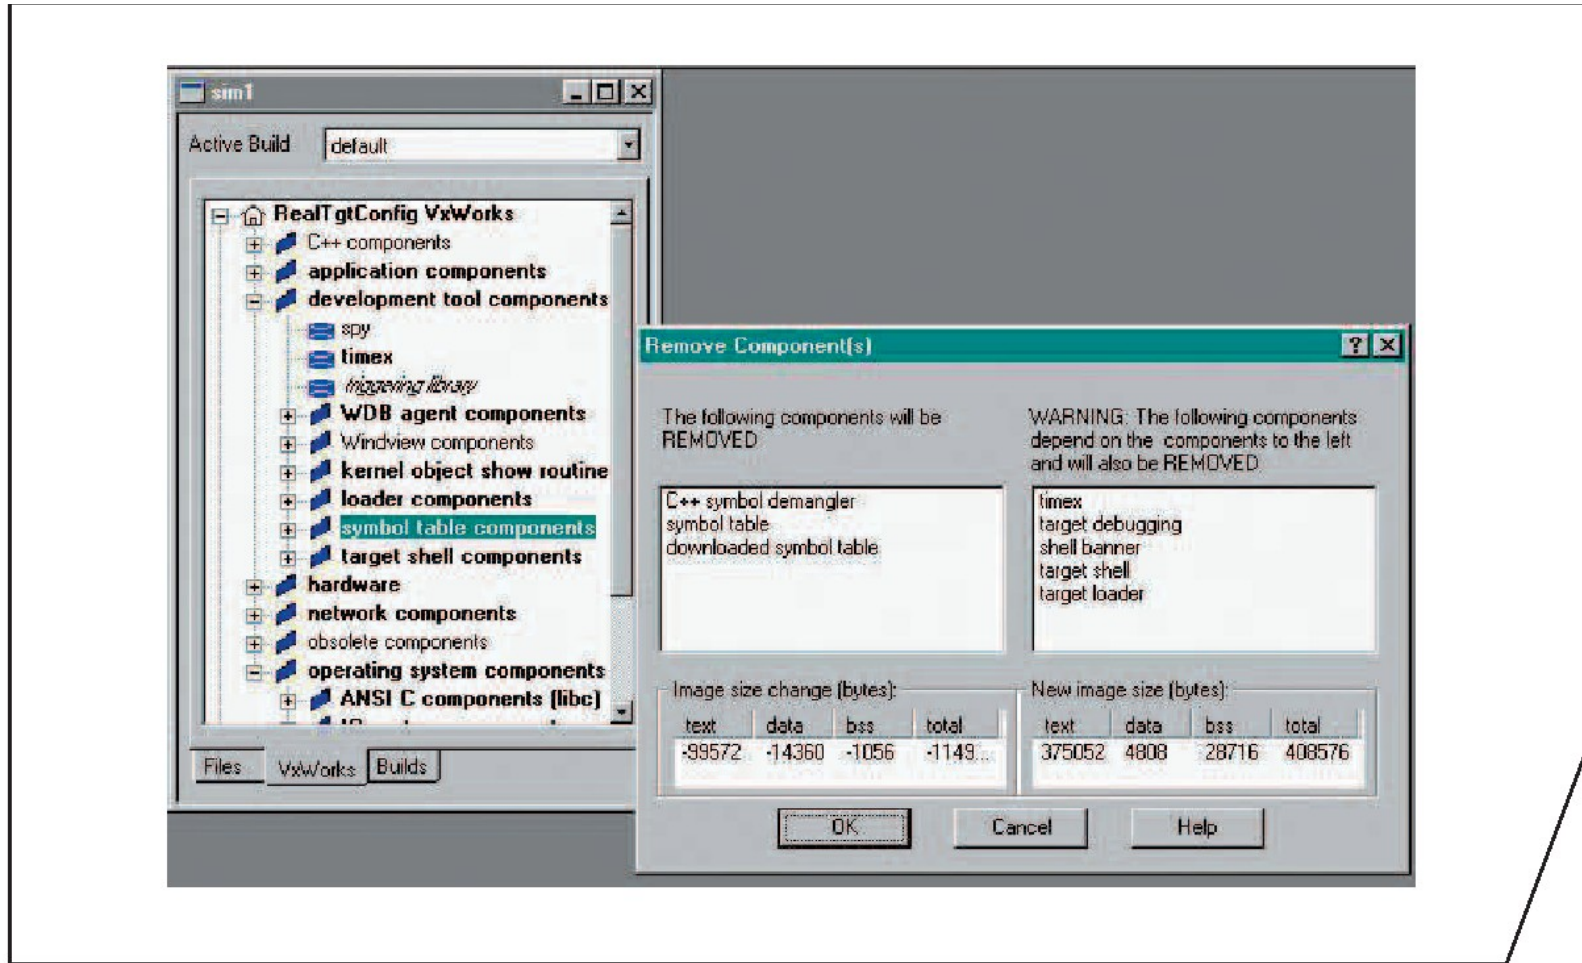 sim1
Active Build default
RealTgtConfig VxWorks
C++ components
application components
development tool components
spy
timex
triggering library
WDB agent components
Windview components
kernel object show routine
loader components
symbol table components
target shell components
hardware
network components
obsolete components
operating system components
ANSI C components (libc)
Files VxWorks Builds
Remove Component(s)
The following components will be
REMOVED
C++ symbol demangler
symbol table
downloaded symbol table
WARNING: The following components
depend on the components to the left
and will also be REMOVED
timex
target debugging
shell banner
target shell
target loader
Image size change (bytes):
text data bss total
-99572 -14360 -1056 -1149...
New image size (bytes):
text data bss total
375052 4808 28716 408576
OK Cancel Help